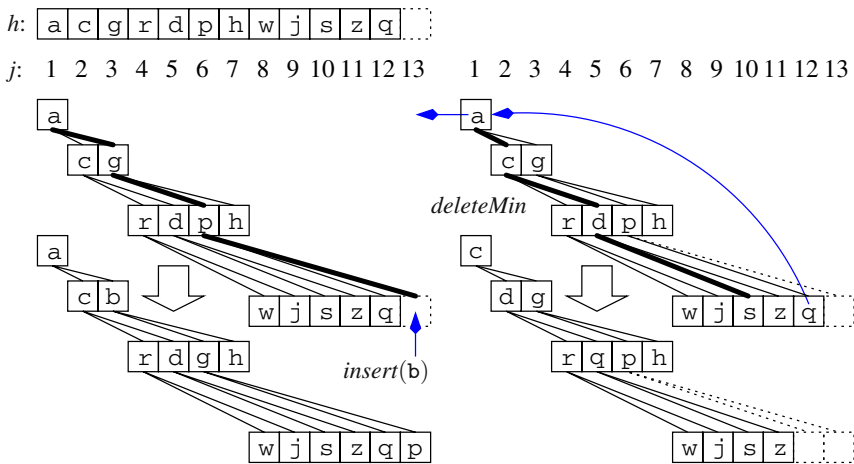 h: a c g r d p h w j s z q
j: 1 2 3 4 5 6 7 8 9 10 11 12 13 1 2 3 4 5 6 7 8 9 10 11 12 13
a a
c g c g
r d p h deleteMin r d p h
a c
c b w j s z q d g w j s z q
r d g h insert(b) r q p h
w j s z q p w j s z